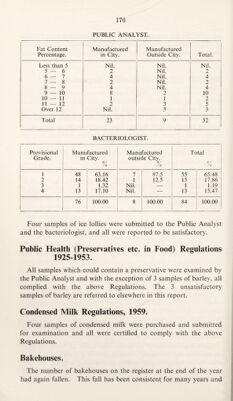 176
PUBLIC ANALYST.
Fat Content Percentage. Manufactured in City. Manufactured Outside City. Total.
Less than 5 Nil. Nil. Nil.
5 — 6 2 Nil. 2
6 — 7 4 Nil. 4
7 — 8 2 Nil. 2
8 — 9 4 Nil. 4
9 — 10 8 2 10
10 — 11 1 1 2
11 — 12 2 3 5
Over 12 Nil. 3 3
Total 23 9 32
BACTERIOLOGIST.
Provisional Grade. Manufactured in City. Manufactured outside City. Total
% % %
1 48 63.16 7 87.5 55 65.48
2 14 18.42 1 12.5 15 17.86
3 1 1.32 Nil. — 1 1.19
4 13 17.10 Nil. — 13 15.47
76 100.00 8 100.00 84 100.00
Four samples of ice lollies were submitted to the Public Analyst
and the bacteriologist, and all were reported to be satisfactory.
Public Health (Preservatives etc. in Food) Regulations
1925-1953.
All samples which could contain a preservative were examined by
the Public Analyst and with the exception of 3 samples of barley, all
complied with the above Regulations. The 3 unsatisfactory
samples of barley are referred to elsewhere in this report.
Condensed Milk Regulations, 1959.
Four samples of condensed milk were purchased and submitted
for examination and all were certified to comply with the above
Regulations.
Bakehouses.
The number of bakehouses on the register at the end of the year
had again fallen. This fall has been consistent for many years and